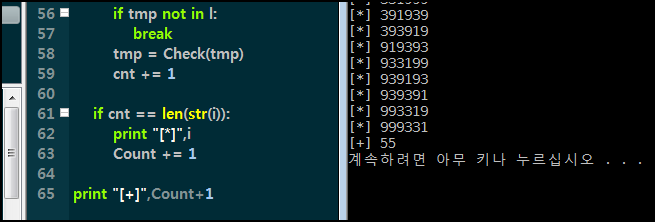 56 if tmp not in l:
57 break
58 tmp = Check(tmp)
59 cnt += 1
60
61 if cnt == len(str(i)):
62 print "[*]",i
63 Count += 1
64
65 print "[+]",Count+1
[*] 391939
[*] 393919
[*] 919393
[*] 933199
[*] 939193
[*] 939391
[*] 993319
[*] 999331
[+] 55
계속하려면 아무 키나 누르십시오 . . .